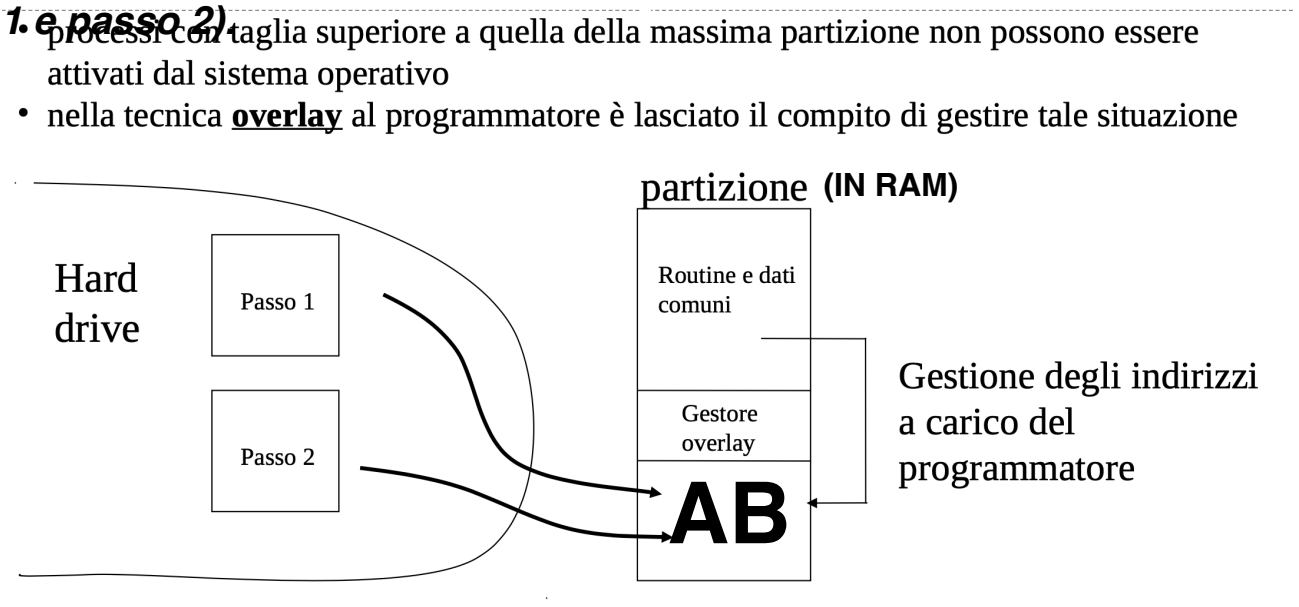 1 e passo 2).
• processi con taglia superiore a quella della massima partizione non possono essere
attivati dal sistema operativo
• nella tecnica overlay al programmatore è lasciato il compito di gestire tale situazione
partizione (IN RAM)
Hard
drive
Passo 1
Passo 2
Routine e dati
comuni
Gestore
overlay
AB
Gestione degli indirizzi
a carico del
programmatore